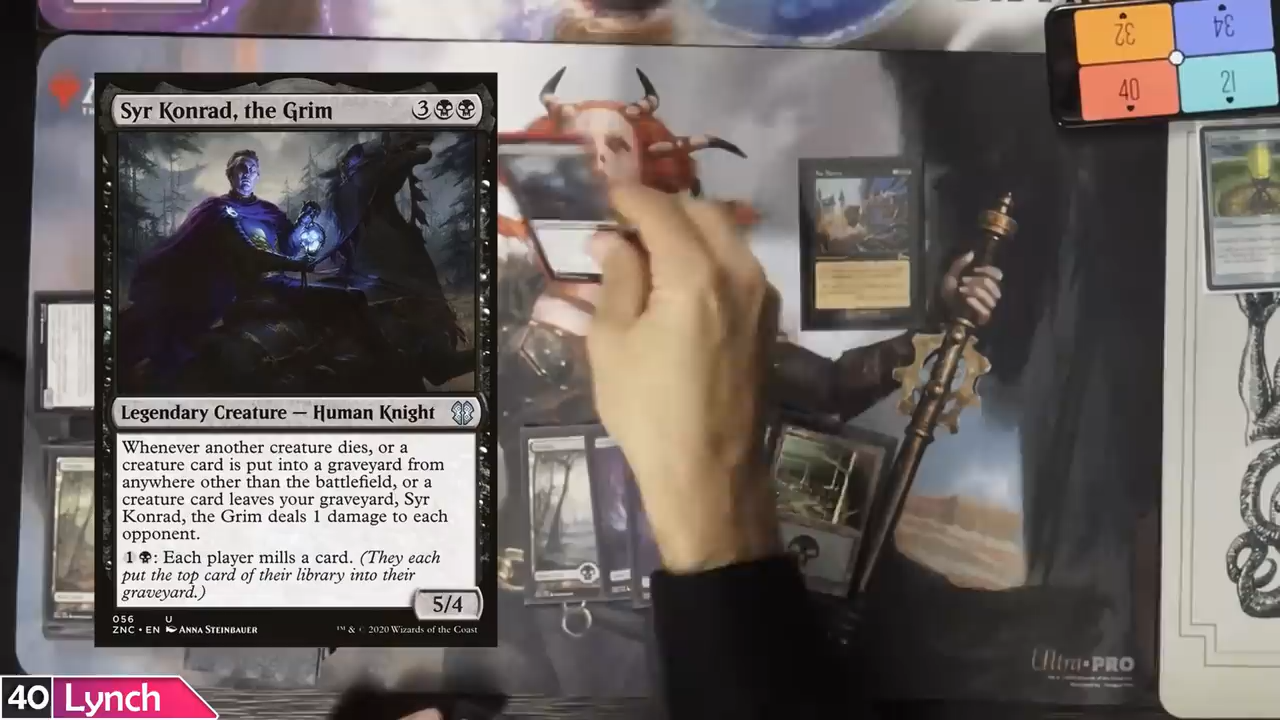 Syr Konrad, the Grim 3
Legendary Creature — Human Knight
Whenever another creature dies, or a
creature card is put into a graveyard from
anywhere other than the battlefield, or a
creature card leaves your graveyard, Syr
Konrad, the Grim deals 1 damage to each
opponent.
1 : Each player mills a card. (They each
put the top card of their library into their
graveyard.)
5/4
056 U
ZNC • EN ANNA STEINBAUER
™ & © 2020 Wizards of the Coast
32 34
40 21
Ultra•PRO
40 Lynch